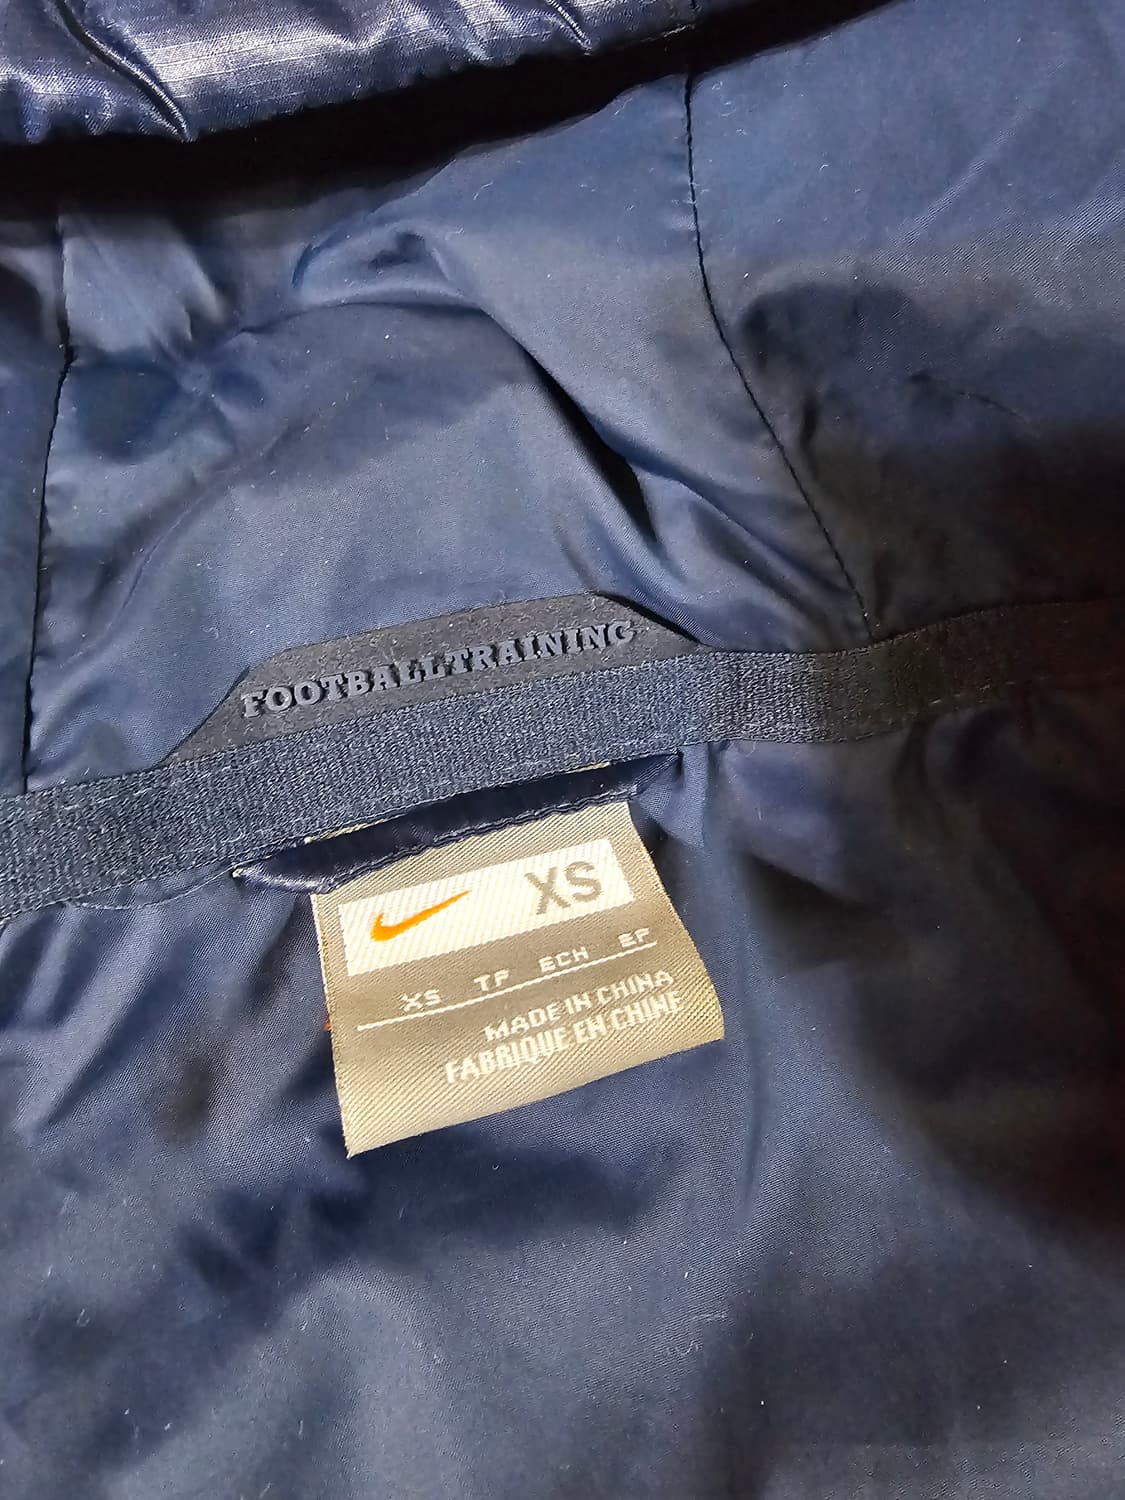 FOOTBALLTRAINING
XS
XS TP ECH EP
MADE IN CHINA
FABRIQUE EN CHINE